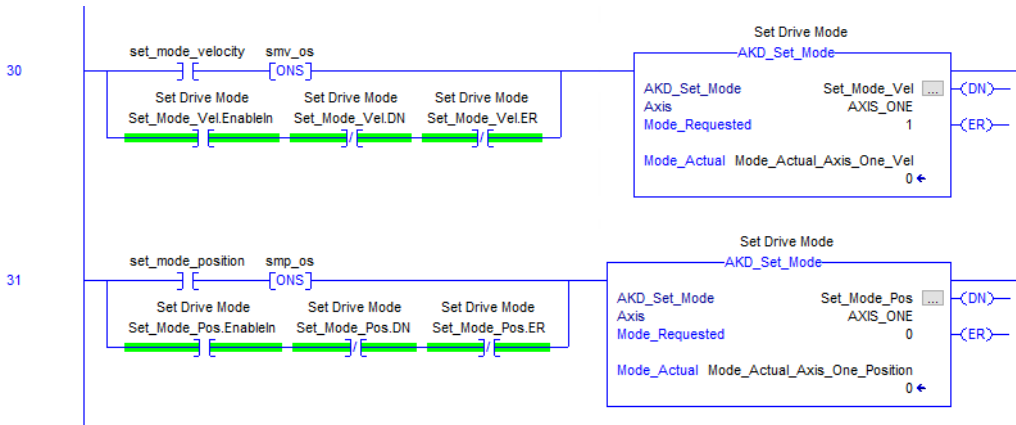 Set Drive Mode
set_mode_velocity smv_os AKD_Set_Mode
30 ONS
Set Drive Mode Set Drive Mode Set Drive Mode AKD_Set_Mode Set_Mode_Vel ... DN
Set_Mode_Vel.EnableIn Set_Mode_Vel.DN Set_Mode_Vel.ER Axis AXIS_ONE
Mode_Requested 1 ER
Mode_Actual Mode_Actual_Axis_One_Vel
0
Set Drive Mode
set_mode_position smp_os AKD_Set_Mode
31 ONS
Set Drive Mode Set Drive Mode Set Drive Mode AKD_Set_Mode Set_Mode_Pos ... DN
Set_Mode_Pos.EnableIn Set_Mode_Pos.DN Set_Mode_Pos.ER Axis AXIS_ONE
Mode_Requested 0 ER
Mode_Actual Mode_Actual_Axis_One_Position
0